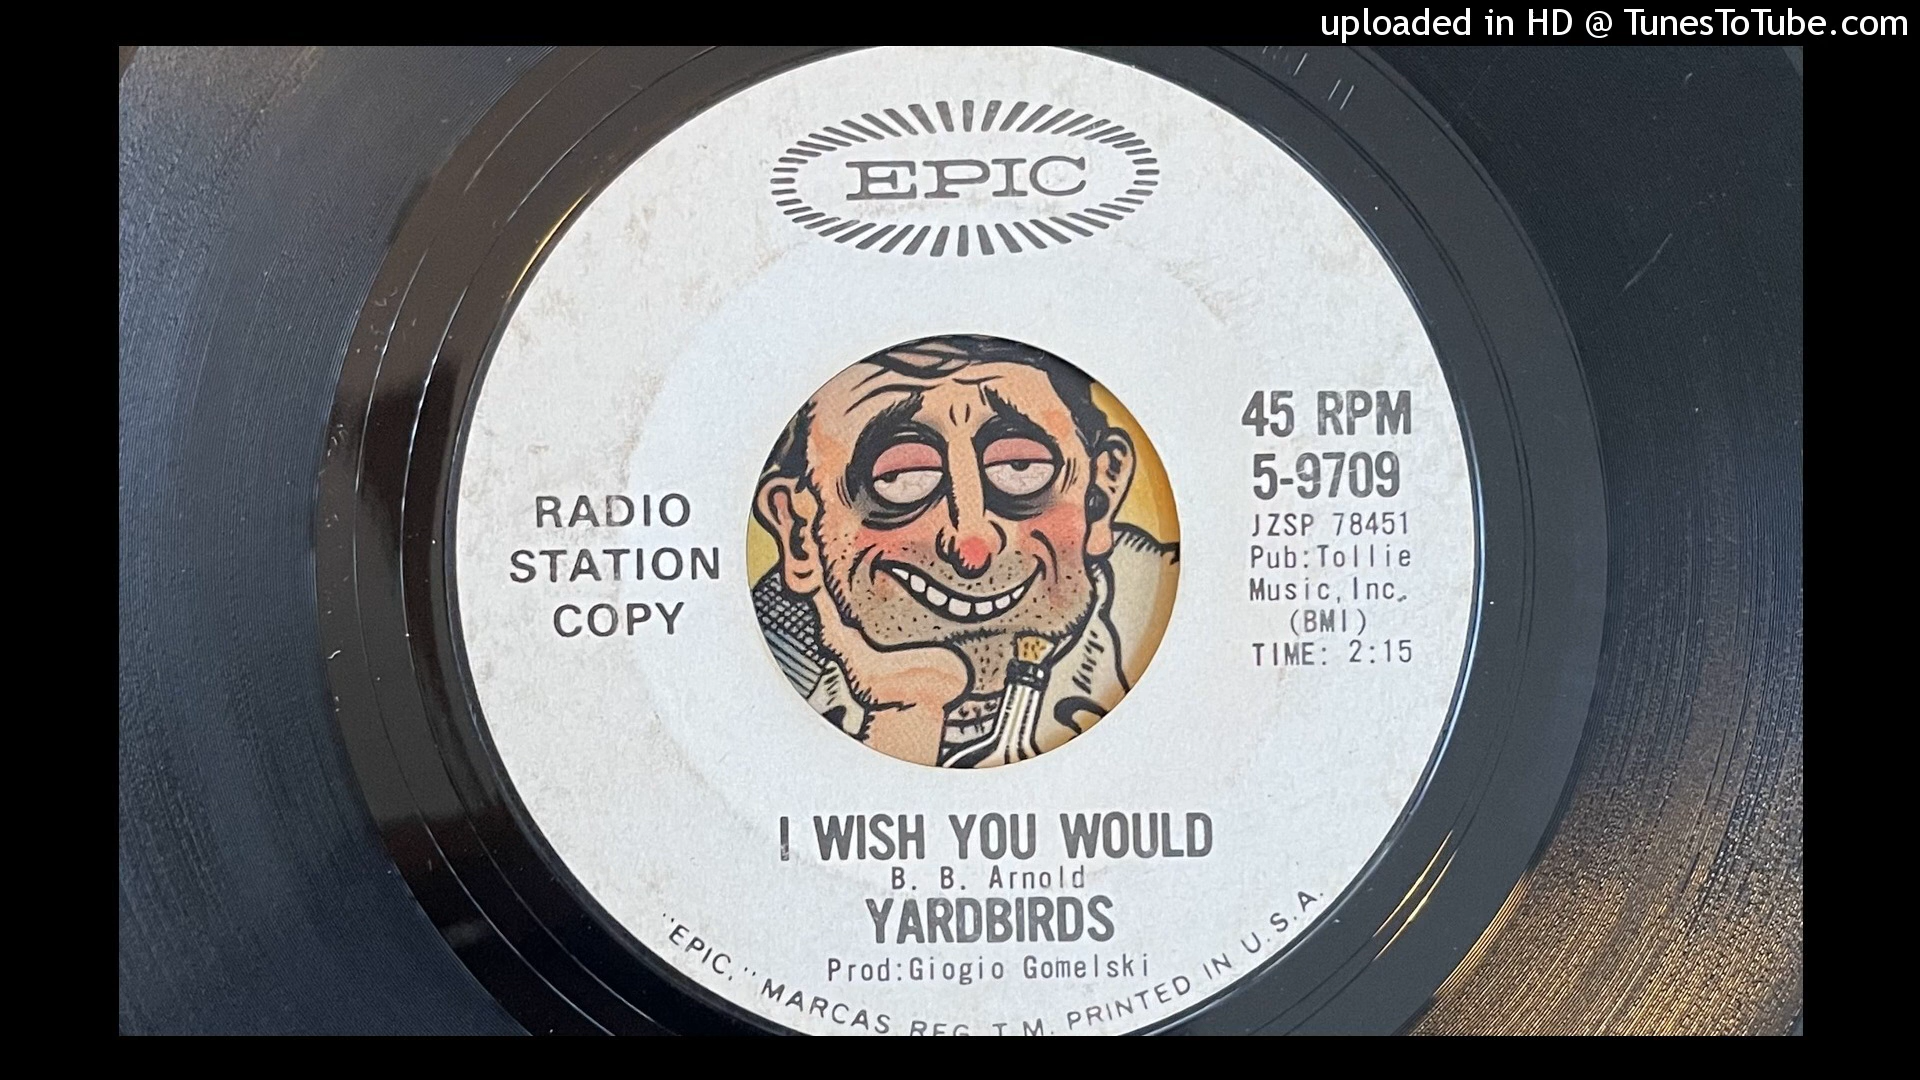 uploaded in HD @ TunesToTube.com
EPIC
RADIO
STATION
COPY
45 RPM
5-9709
JZSP 78451
Pub:Tollie
Music,Inc.
(BMI)
TIME: 2:15
I WISH YOU WOULD
B. B. Arnold
YARDBIRDS
Prod:Giogio Gomelski
"EPIC," MARCAS REG. T.M. PRINTED IN U.S.A.